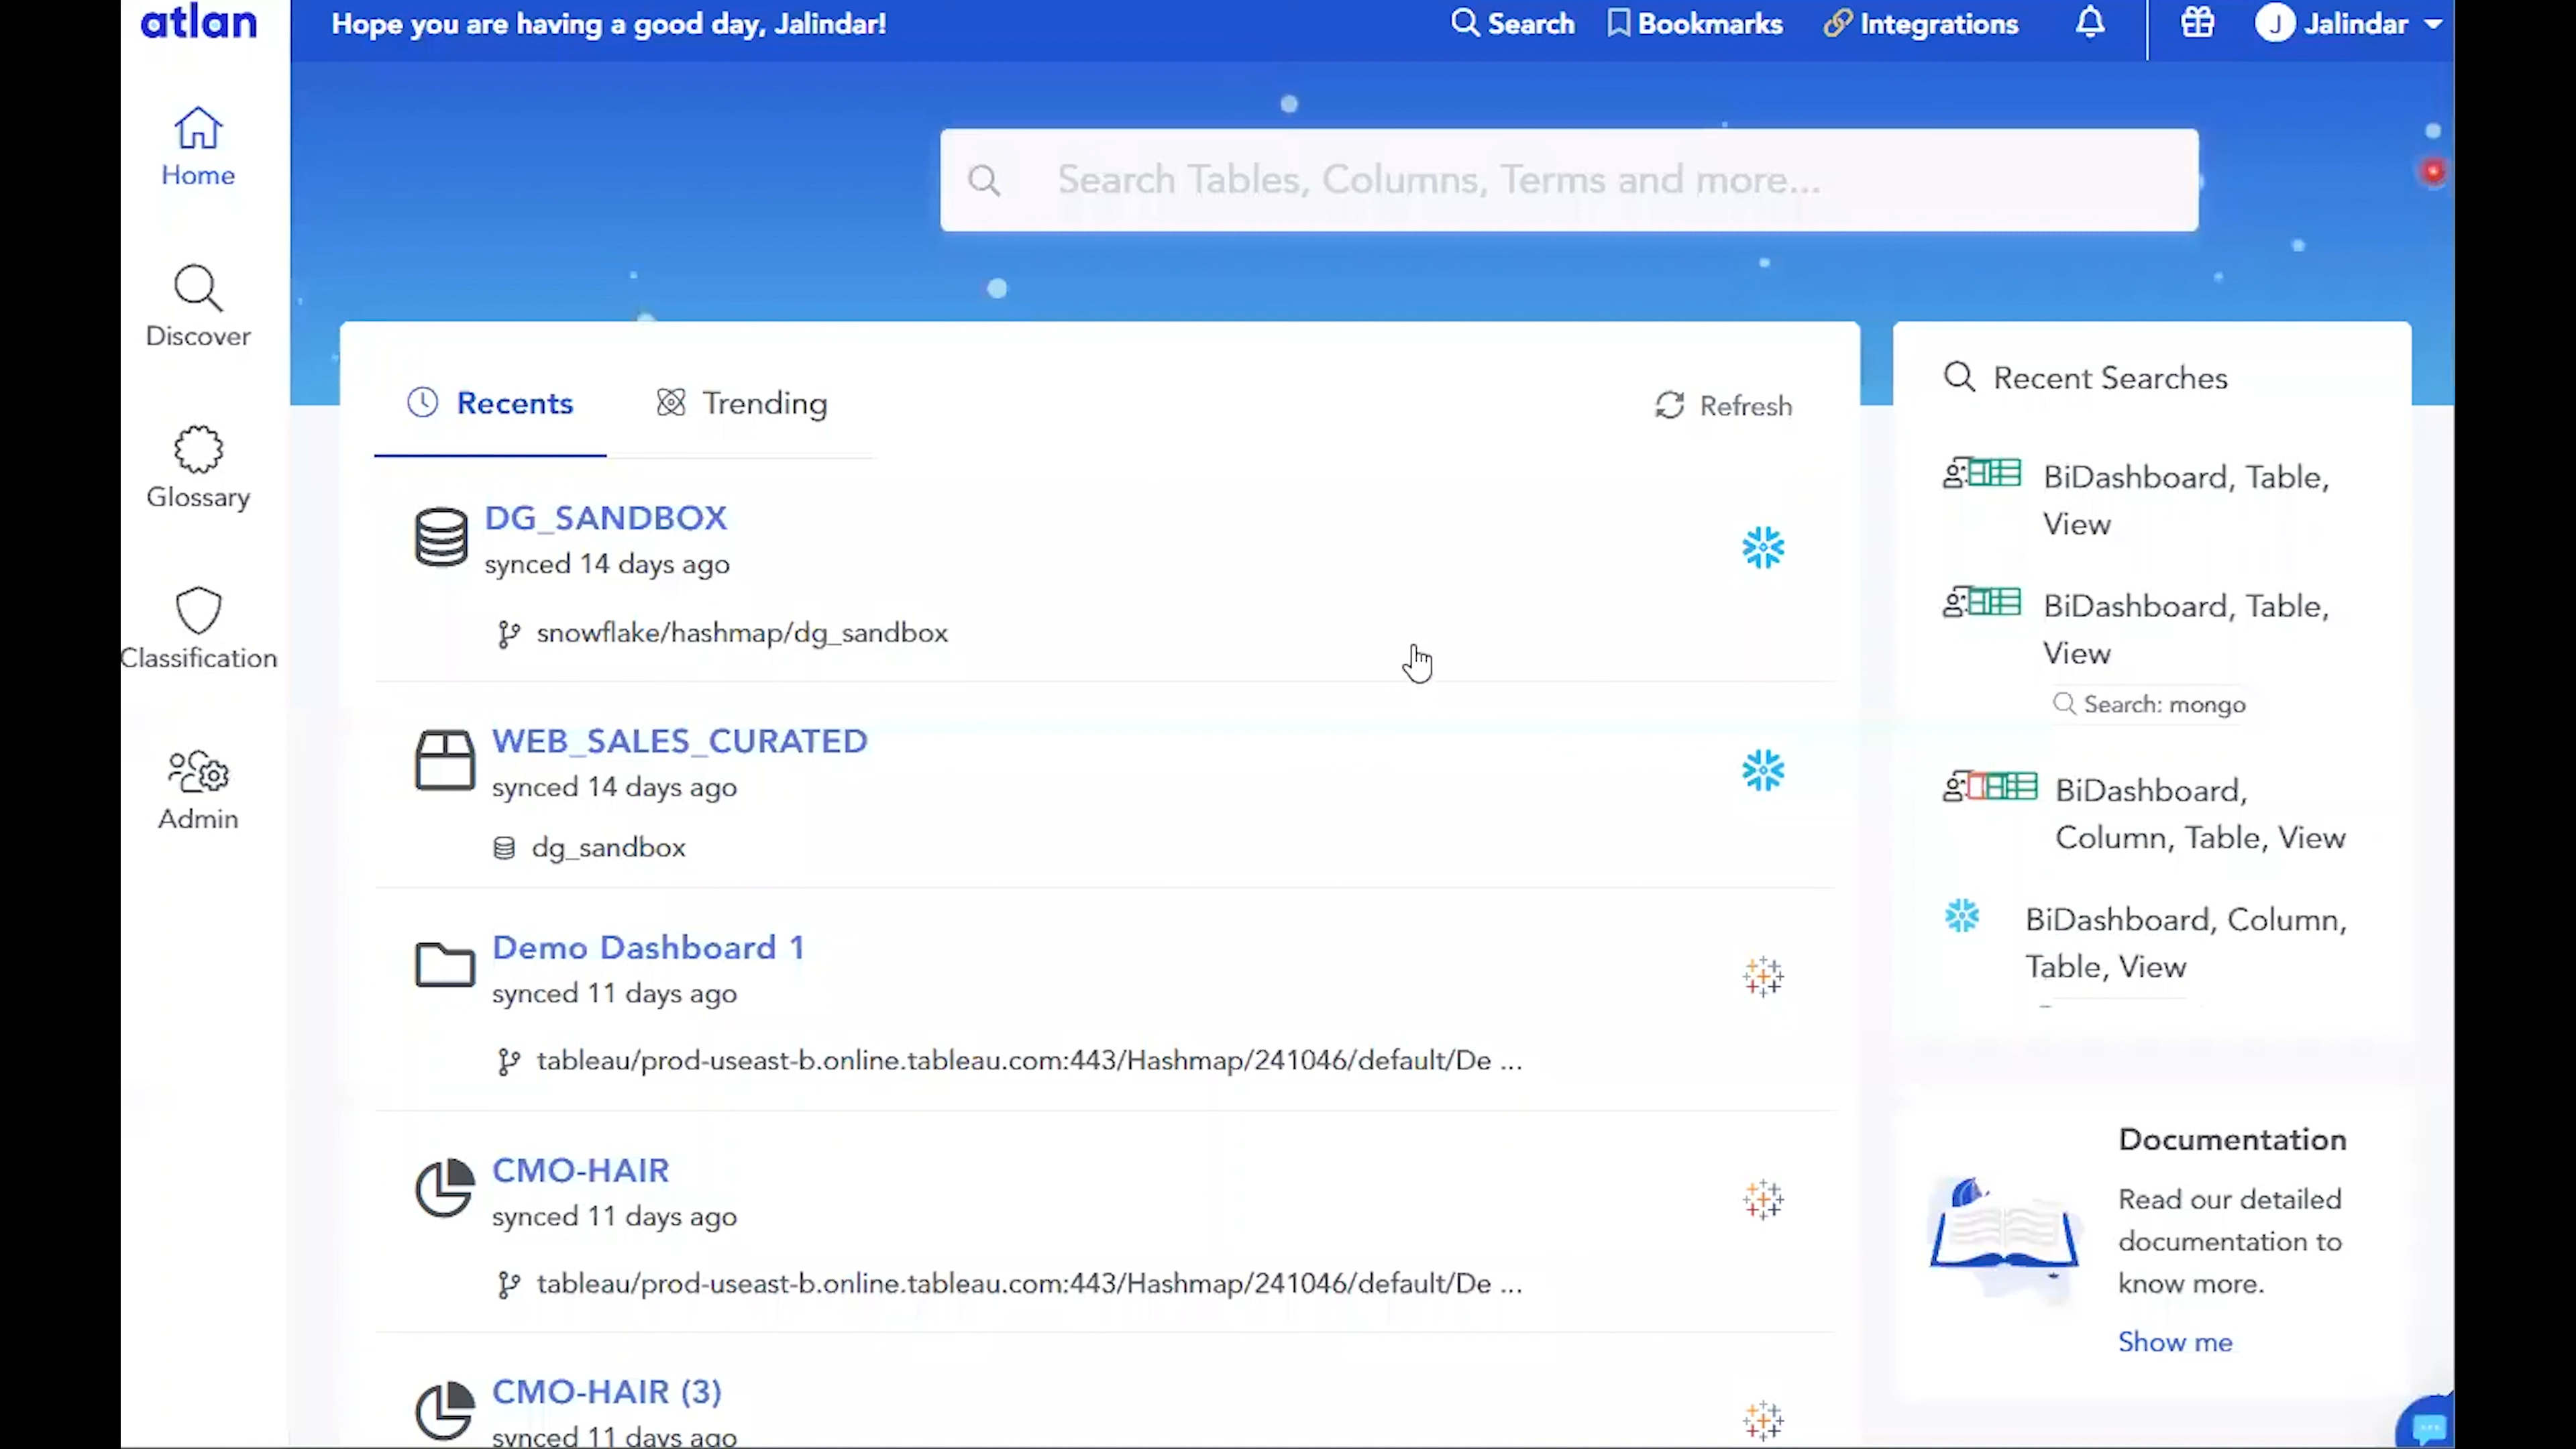 atlan
Hope you are having a good day, Jalindar!
Search
Bookmarks
Integrations
J
Jalindar
Home
Discover
Glossary
Classification
Admin
Search Tables, Columns, Terms and more...
Recents
Trending
Refresh
DG_SANDBOX
synced 14 days ago
snowflake/hashmap/dg_sandbox
WEB_SALES_CURATED
synced 14 days ago
dg_sandbox
Demo Dashboard 1
synced 11 days ago
tableau/prod-useast-b.online.tableau.com:443/Hashmap/241046/default/De ...
CMO-HAIR
synced 11 days ago
tableau/prod-useast-b.online.tableau.com:443/Hashmap/241046/default/De ...
CMO-HAIR (3)
synced 11 days ago
Recent Searches
BiDashboard, Table,
View
BiDashboard, Table,
View
Search: mongo
BiDashboard,
Column, Table, View
BiDashboard, Column,
Table, View
Documentation
Read our detailed
documentation to
know more.
Show me